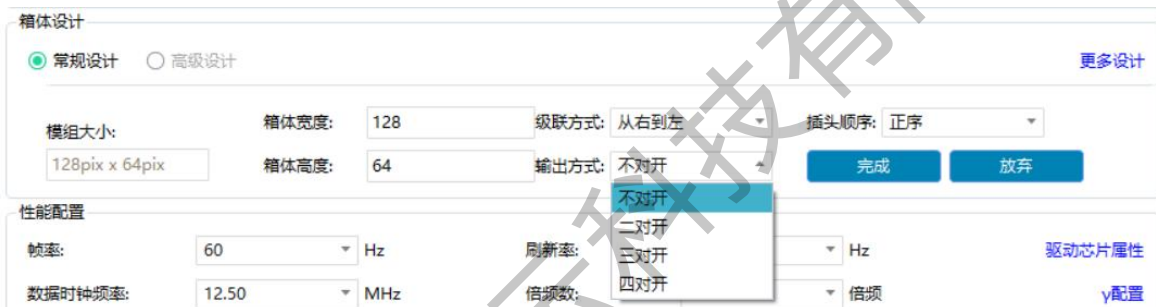 箱体设计
常规设计 高级设计 更多设计
模组大小: 箱体宽度: 128 级联方式: 从右到左 插头顺序: 正序
128pix x 64pix 箱体高度: 64 输出方式: 不对开 完成 放弃
不对开
二对开
三对开
四对开
性能配置
帧率: 60 Hz 刷新率: Hz 驱动芯片属性
数据时钟频率: 12.50 MHz 倍频数: 倍频 γ配置
科技有